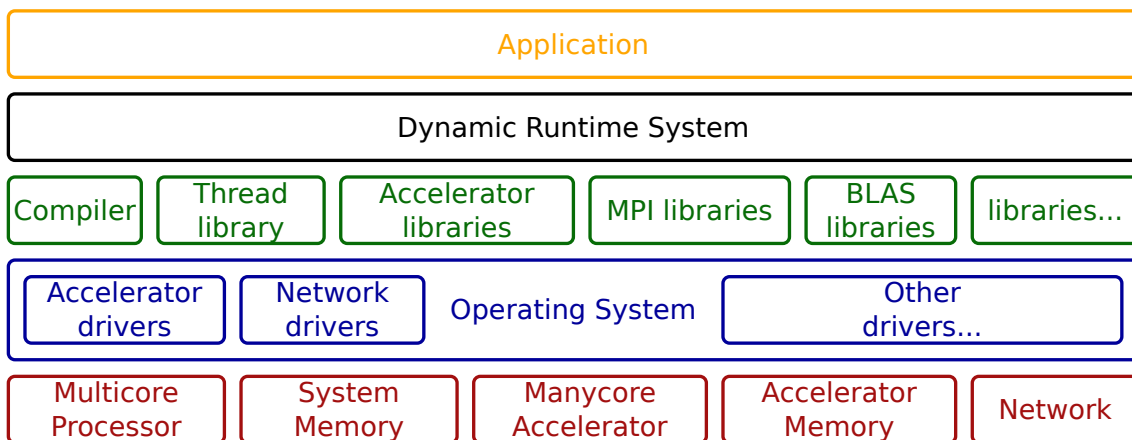 Application
Dynamic Runtime System
Compiler
Thread
library
Accelerator
libraries
MPI libraries
BLAS
libraries
libraries...
Accelerator
drivers
Network
drivers
Operating System
Other
drivers...
Multicore
Processor
System
Memory
Manycore
Accelerator
Accelerator
Memory
Network